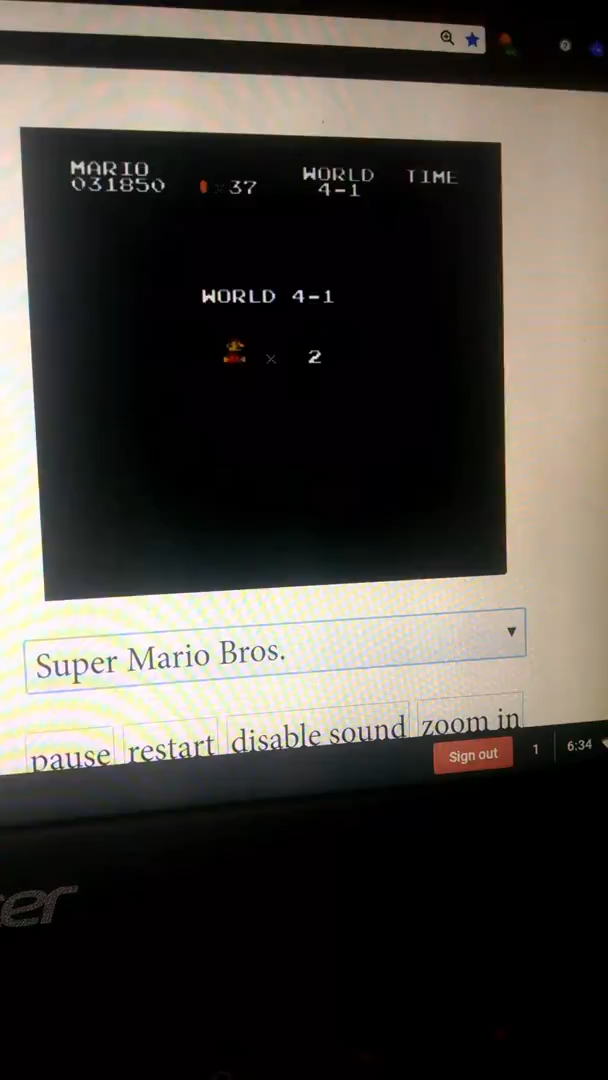 MARIO
031850 × 37
WORLD
4-1
TIME
WORLD 4-1
× 2
Super Mario Bros.
pause restart disable sound zoom in
Sign out 1 6:34